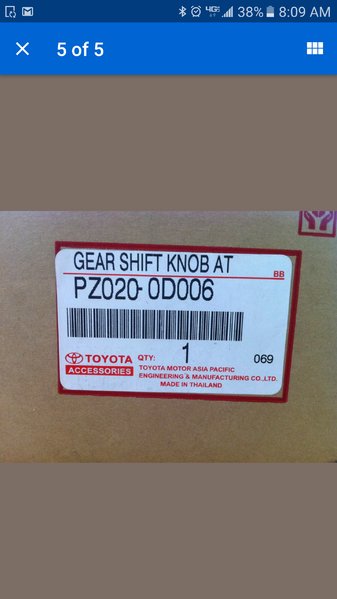 4G
38% 8:09 AM
5 of 5
GEAR SHIFT KNOB AT
BB
PZ020-0D006
TOYOTA
ACCESSORIES
QTY: 1 069
TOYOTA MOTOR ASIA PACIFIC
ENGINEERING & MANUFACTURING CO.,LTD.
MADE IN THAILAND